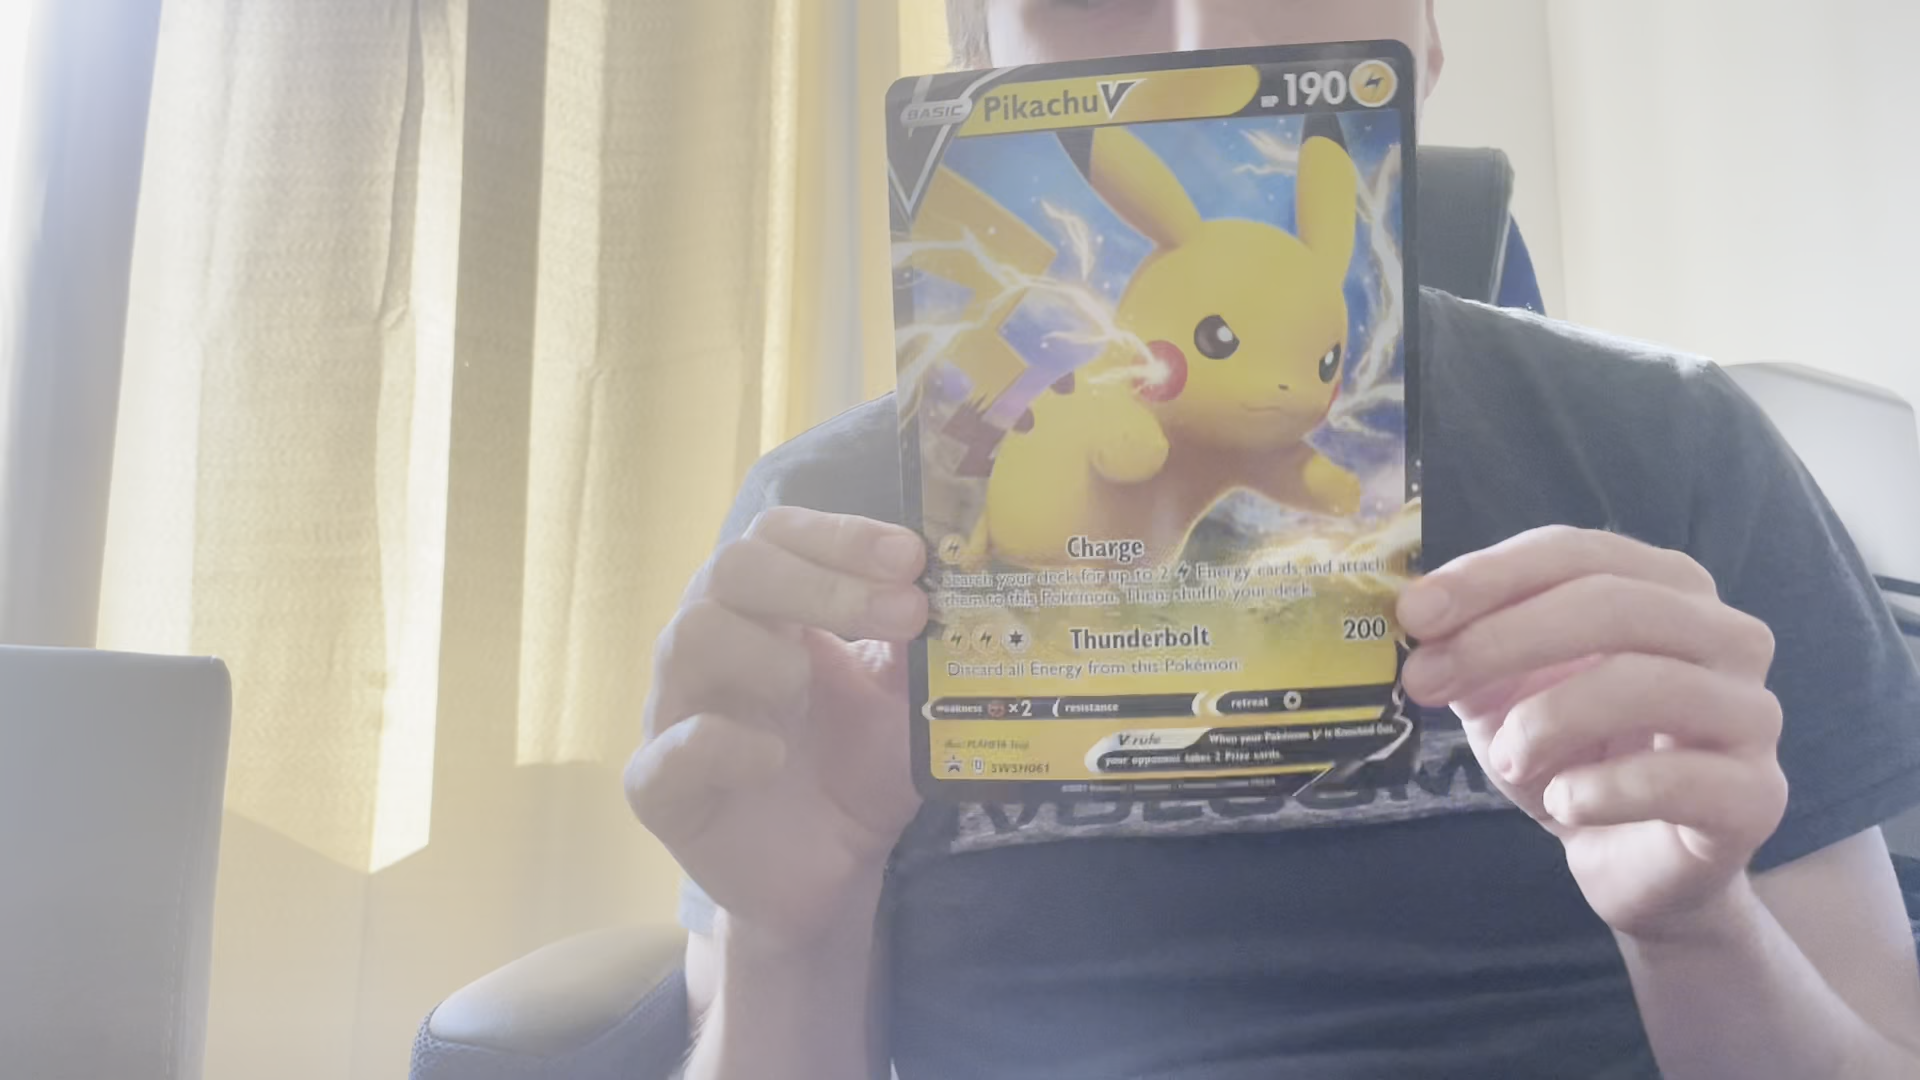 BASIC Pikachu V HP 190
Charge
Search your deck for up to 2 Energy cards and attach
them to this Pokémon. Then, shuffle your deck.
Thunderbolt 200
Discard all Energy from this Pokémon.
weakness ×2 resistance retreat
V rule When your Pokémon V is Knocked Out,
your opponent takes 2 Prize cards.
SWSH061